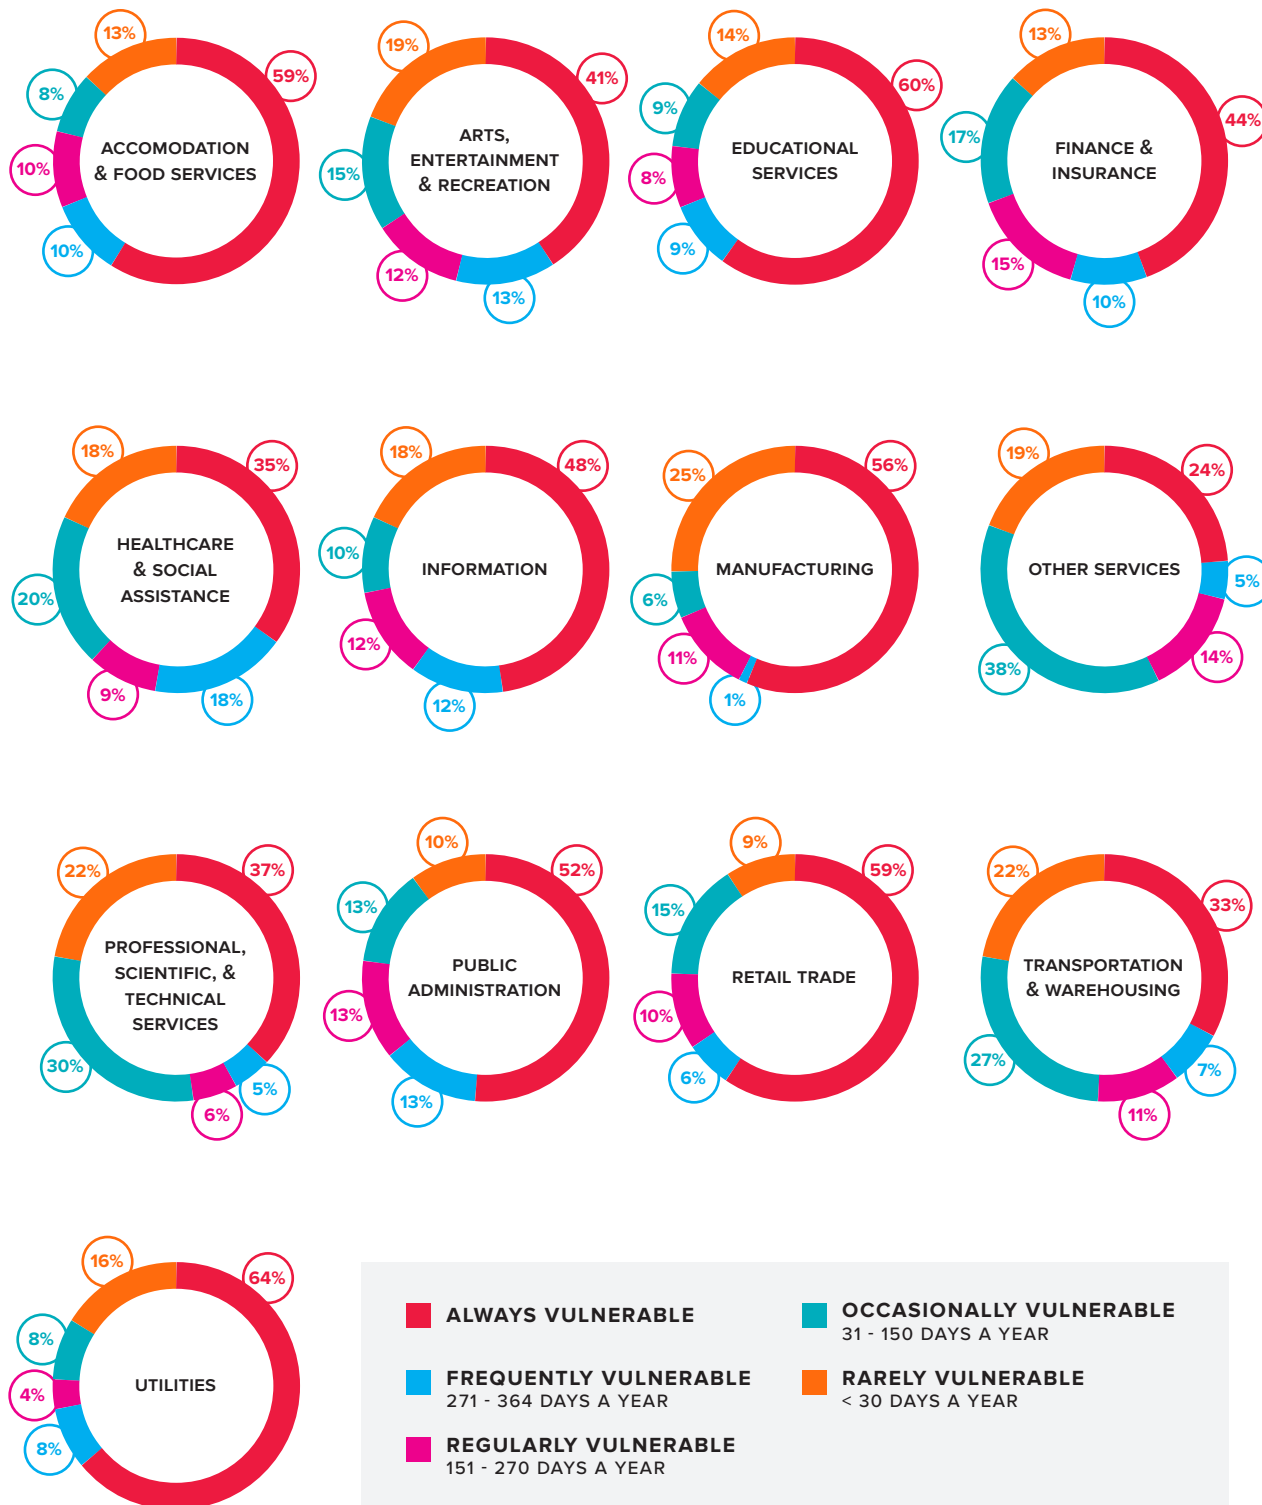 13%
59%
8%
10%
10%
ACCOMODATION
& FOOD SERVICES
19%
41%
15%
12%
13%
ARTS,
ENTERTAINMENT
& RECREATION
14%
60%
9%
8%
9%
EDUCATIONAL
SERVICES
13%
44%
17%
15%
10%
FINANCE &
INSURANCE
18%
35%
20%
9%
18%
HEALTHCARE
& SOCIAL
ASSISTANCE
18%
48%
10%
12%
12%
INFORMATION
25%
56%
6%
11%
1%
MANUFACTURING
19%
24%
5%
14%
38%
OTHER SERVICES
22%
37%
30%
6%
5%
PROFESSIONAL,
SCIENTIFIC, &
TECHNICAL
SERVICES
10%
52%
13%
13%
13%
PUBLIC
ADMINISTRATION
9%
59%
15%
10%
6%
RETAIL TRADE
22%
33%
27%
11%
7%
TRANSPORTATION
& WAREHOUSING
16%
64%
8%
4%
8%
UTILITIES
ALWAYS VULNERABLE
FREQUENTLY VULNERABLE
271 - 364 DAYS A YEAR
REGULARLY VULNERABLE
151 - 270 DAYS A YEAR
OCCASIONALLY VULNERABLE
31 - 150 DAYS A YEAR
RARELY VULNERABLE
< 30 DAYS A YEAR